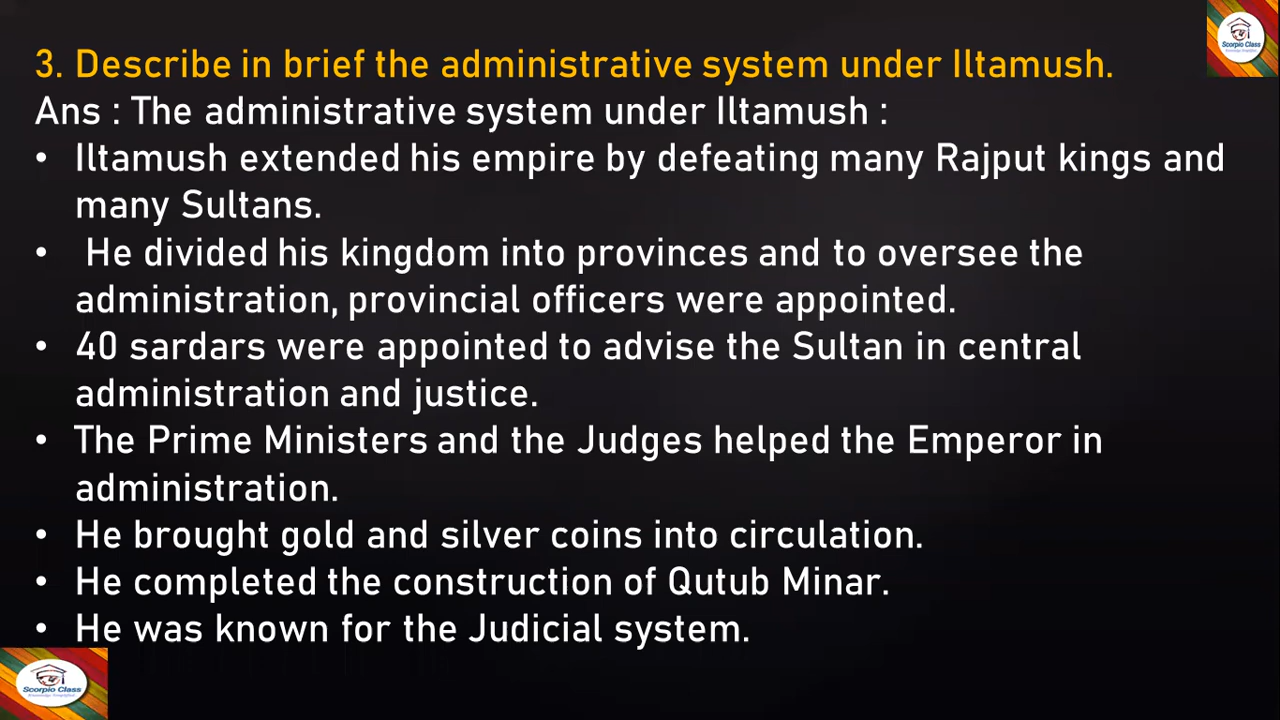 Scorpio Class
3. Describe in brief the administrative system under Iltamush.
Ans : The administrative system under Iltamush :
• Iltamush extended his empire by defeating many Rajput kings and
many Sultans.
• He divided his kingdom into provinces and to oversee the
administration, provincial officers were appointed.
• 40 sardars were appointed to advise the Sultan in central
administration and justice.
• The Prime Ministers and the Judges helped the Emperor in
administration.
• He brought gold and silver coins into circulation.
• He completed the construction of Qutub Minar.
• He was known for the Judicial system.
Scorpio Class